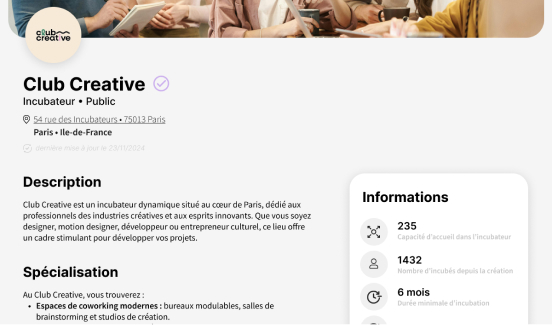 club
creative
Club Creative
Incubateur • Public
54 rue des Incubateurs • 75013 Paris
Paris • Ile-de-France
dernière mise à jour le 23/11/2024
Description
Club Creative est un incubateur dynamique situé au cœur de Paris, dédié aux
professionnels des industries créatives et aux esprits innovants. Que vous soyez
designer, motion designer, développeur ou entrepreneur culturel, ce lieu offre
un cadre stimulant pour développer vos projets.
Spécialisation
Au Club Creative, vous trouverez :
• Espaces de coworking modernes : bureaux modulables, salles de
brainstorming et studios de création.
Informations
235
Capacité d'accueil dans l'incubateur
1432
Nombre d'incubés depuis la création
6 mois
Durée minimale d'incubation